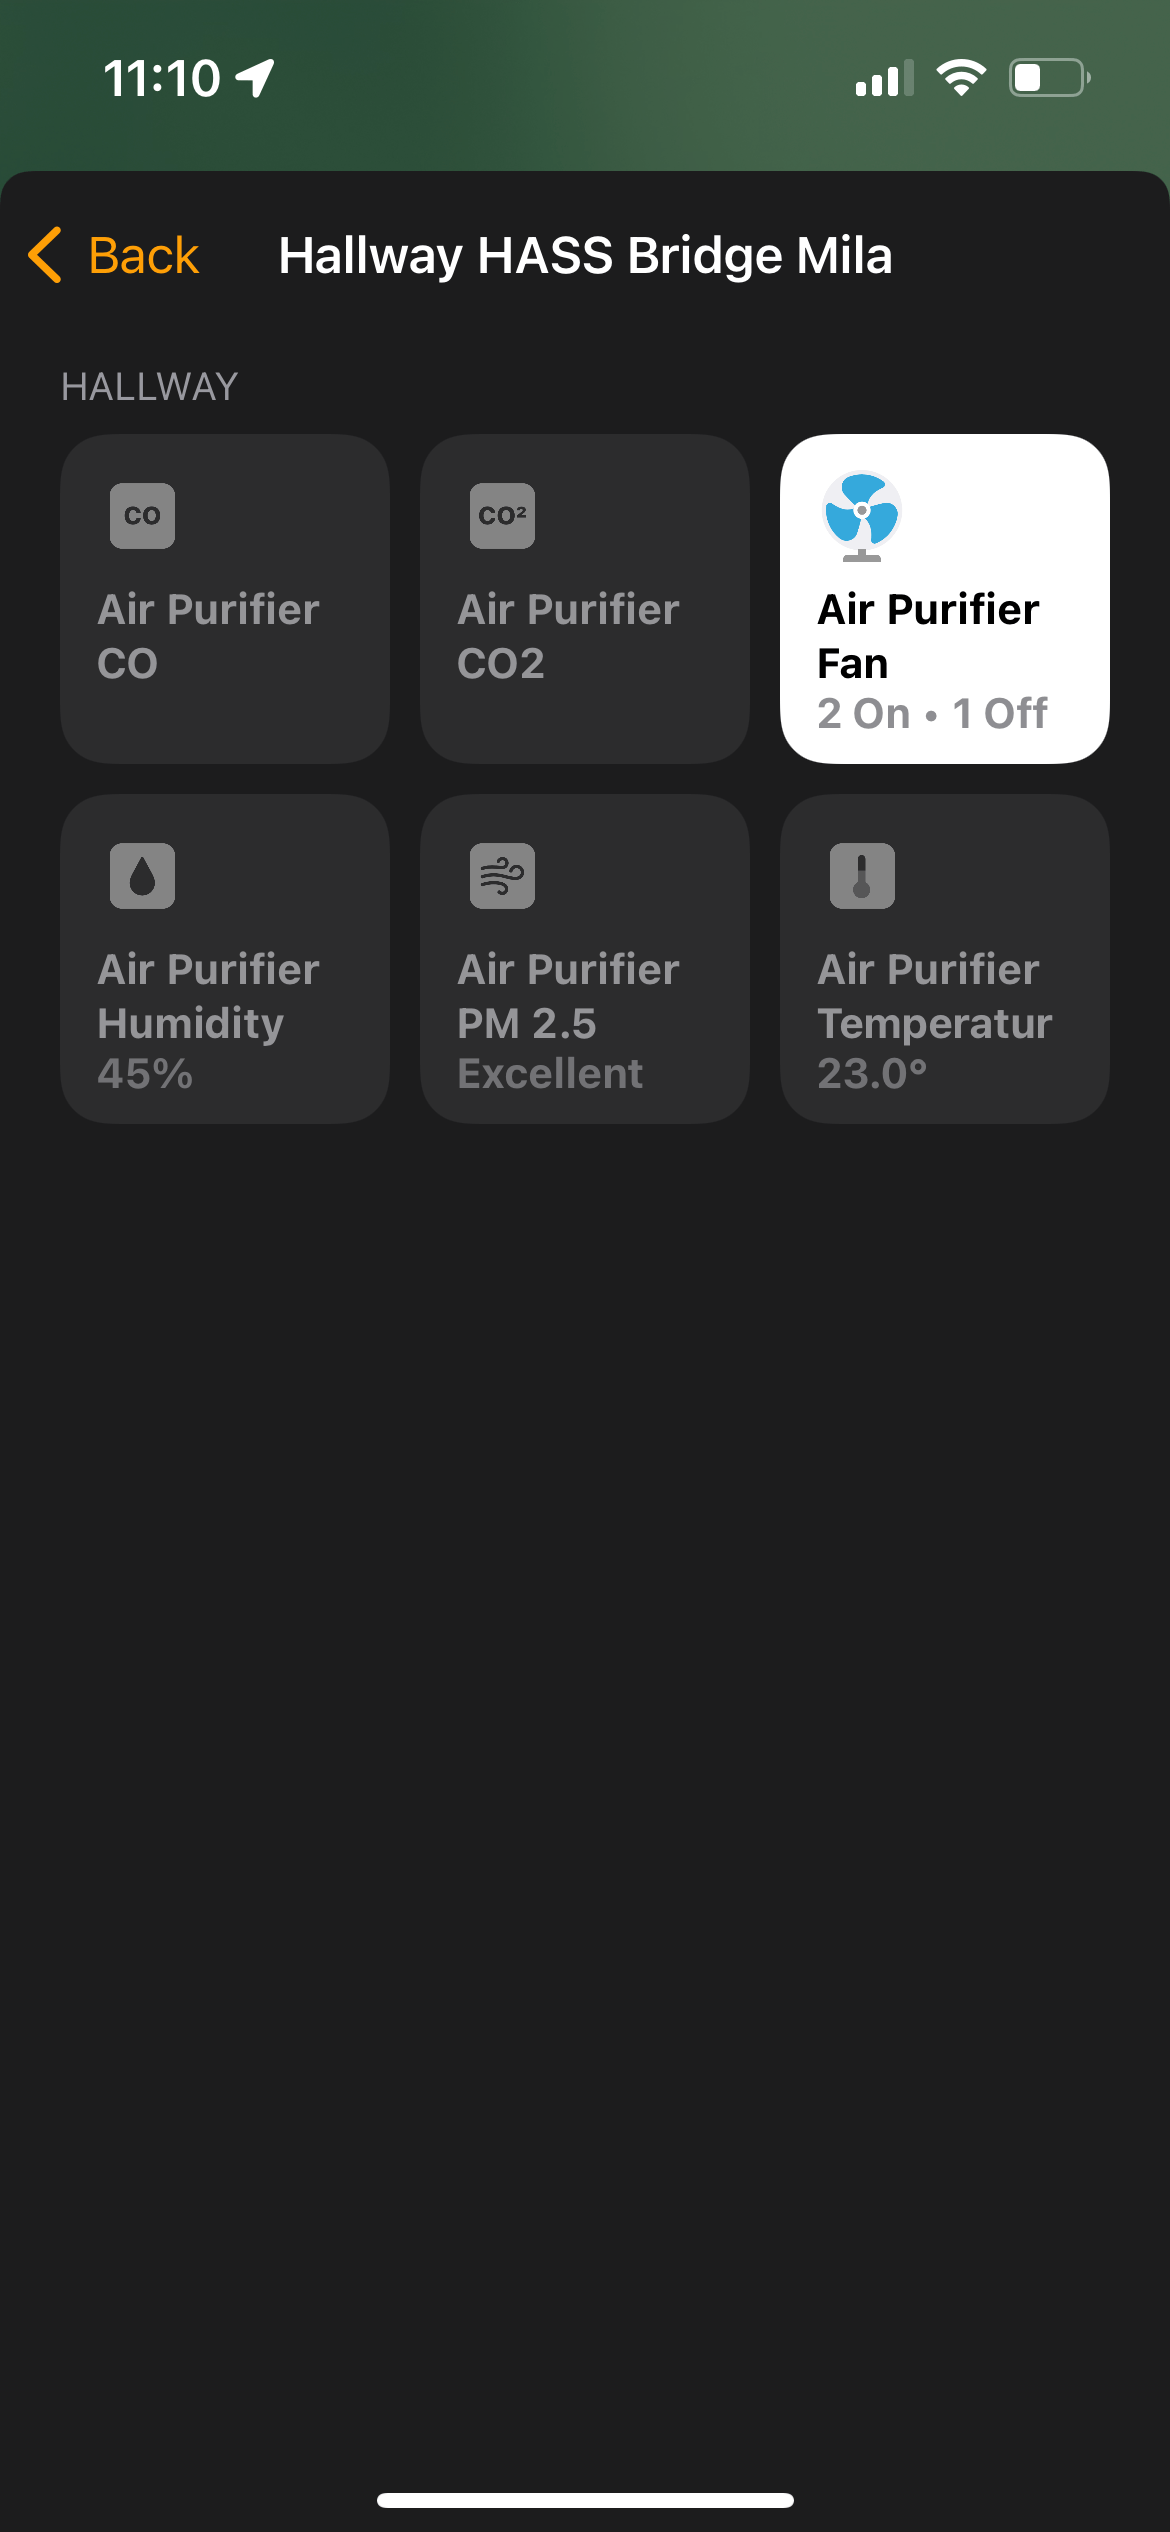 11:10
Back
Hallway HASS Bridge Mila
HALLWAY
CO
Air Purifier
CO
CO²
Air Purifier
CO2
Air Purifier
Fan
2 On • 1 Off
Air Purifier
Humidity
45%
Air Purifier
PM 2.5
Excellent
Air Purifier
Temperatur
23.0°